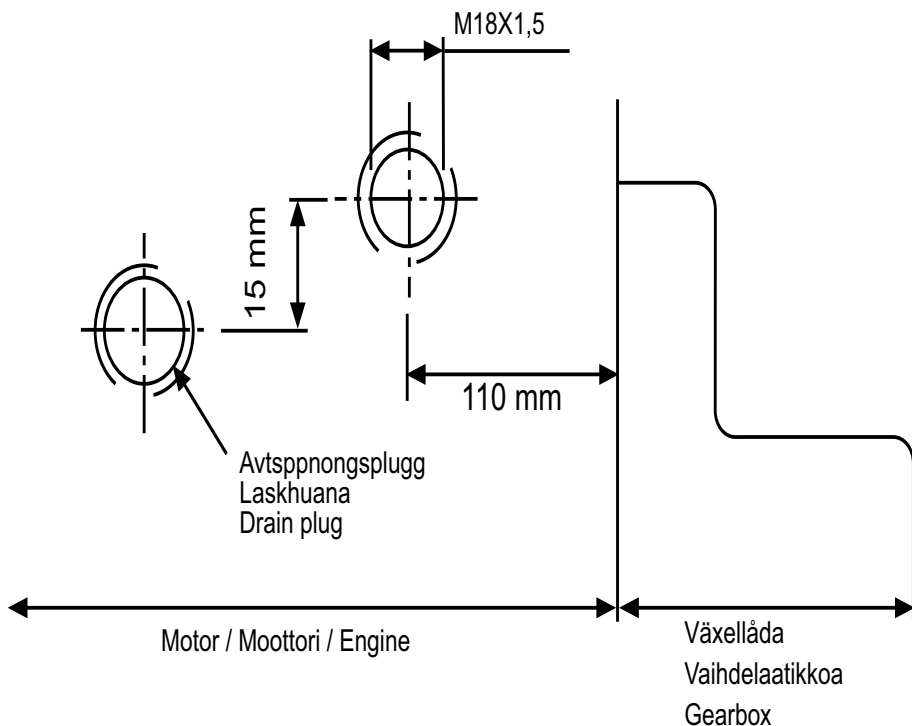 M18X1,5
15 mm
110 mm
Avtsppnongsplugg
Laskhuana
Drain plug
Motor / Moottori / Engine
Växellåda
Vaihdelaatikkoa
Gearbox